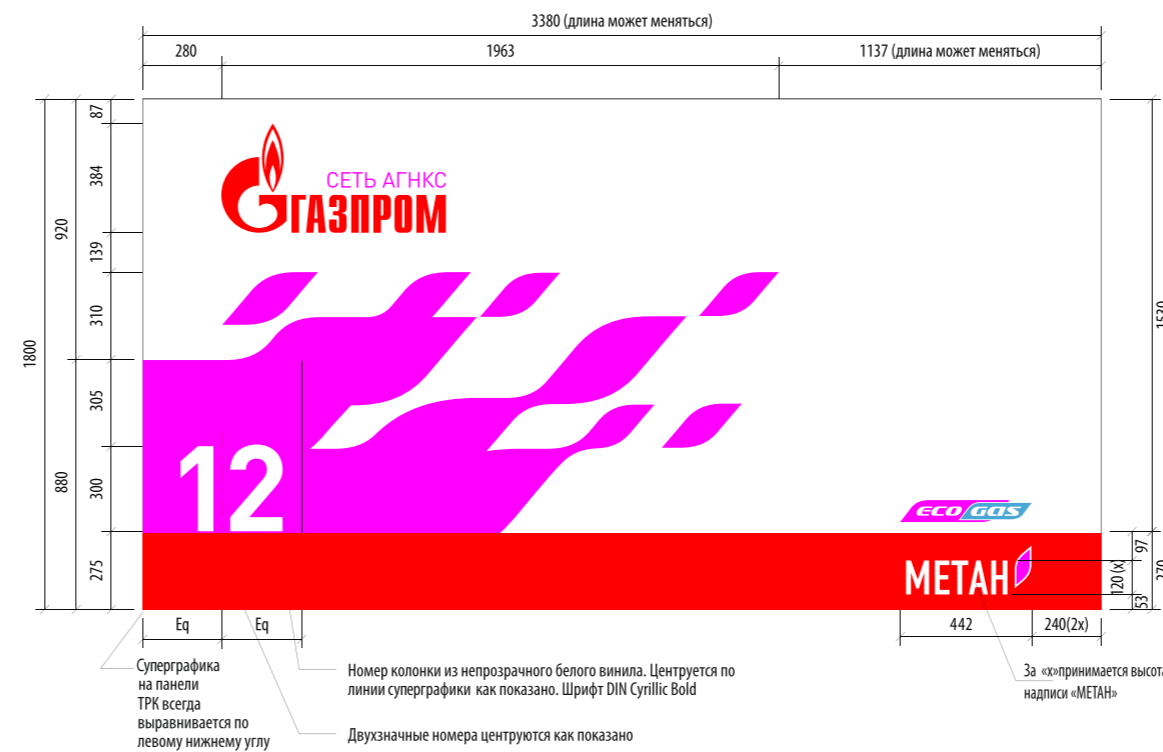 3380 (длина может меняться)
280
1963
1137 (длина может меняться)
87
384
139
310
305
300
275
920
880
1800
СЕТЬ АГНКС
ГАЗПРОМ
12
eco gas
МЕТАН
97
120 (x)
53
Eq
Eq
442
240(2x)
Суперграфика
на панели
ТРК всегда
выравнивается по
левому нижнему углу
Номер колонки из непрозрачного белого винила. Центруется по
линии суперграфики как показано. Шрифт DIN Cyrillic Bold
Двухзначные номера центруются как показано
За «x»принимается высота
надписи «МЕТАН»